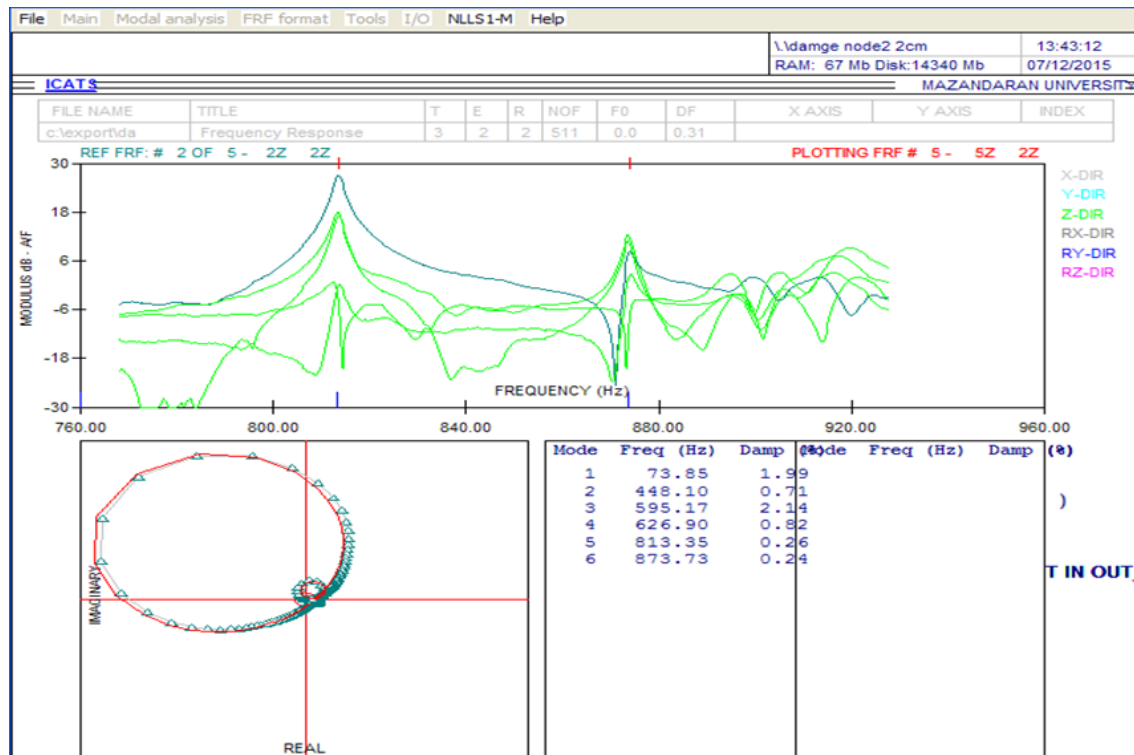 File Main Modal analysis FRF format Tools I/O NLLS1-M Help
\.\damge node2 2cm 13:43:12
RAM: 67 Mb Disk:14340 Mb 07/12/2015
ICATS MAZANDARAN UNIVERSITY
FILE NAME TITLE T E R NOF F0 DF X AXIS Y AXIS INDEX
c:\export\da Frequency Response 3 2 2 511 0.0 0.31
REF FRF: # 2 OF 5 - 2Z 2Z PLOTTING FRF # 5 - 5Z 2Z
30
18
6
-6
-18
-30
MODULUS dB - A/F
X-DIR
Y-DIR
Z-DIR
RX-DIR
RY-DIR
RZ-DIR
FREQUENCY (Hz)
760.00 800.00 840.00 880.00 920.00 960.00
Mode Freq (Hz) Damp (%) Mode Freq (Hz) Damp (%)
1 73.85 1.99
2 448.10 0.71
3 595.17 2.14
4 626.90 0.82
5 813.35 0.26
6 873.73 0.24
)
T IN OUT
IMAGINARY
REAL